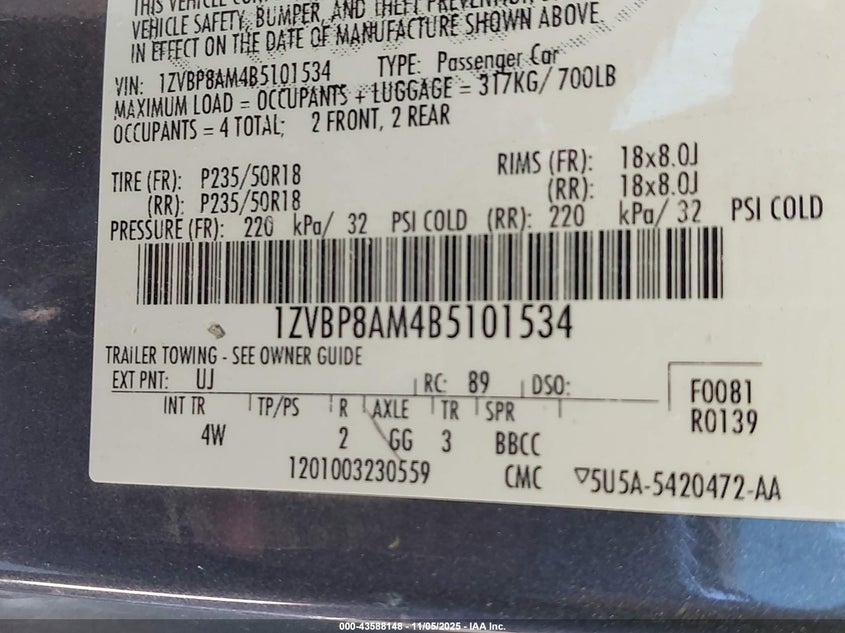 THIS VEHICLE
VEHICLE SAFETY, BUMPER, AND THEFT PREVENTION
IN EFFECT ON THE DATE OF MANUFACTURE SHOWN ABOVE.
VIN: 1ZVBP8AM4B5101534 TYPE: Passenger Car
MAXIMUM LOAD = OCCUPANTS + LUGGAGE = 317KG/ 700LB
OCCUPANTS = 4 TOTAL; 2 FRONT, 2 REAR
TIRE (FR): P235/50R18 RIMS (FR): 18x8.0J
(RR): P235/50R18 (RR): 18x8.0J
PRESSURE (FR): 220 kPa/ 32 PSI COLD (RR): 220 kPa/ 32 PSI COLD
1ZVBP8AM4B5101534
TRAILER TOWING - SEE OWNER GUIDE
EXT PNT: UJ RC: 89 DSO: F0081
INT TR TP/PS R AXLE TR SPR R0139
4W 2 GG 3 BBCC
1201003230559 CMC ▽5U5A-5420472-AA
000-43588148 - 11/05/2025 - IAA Inc.